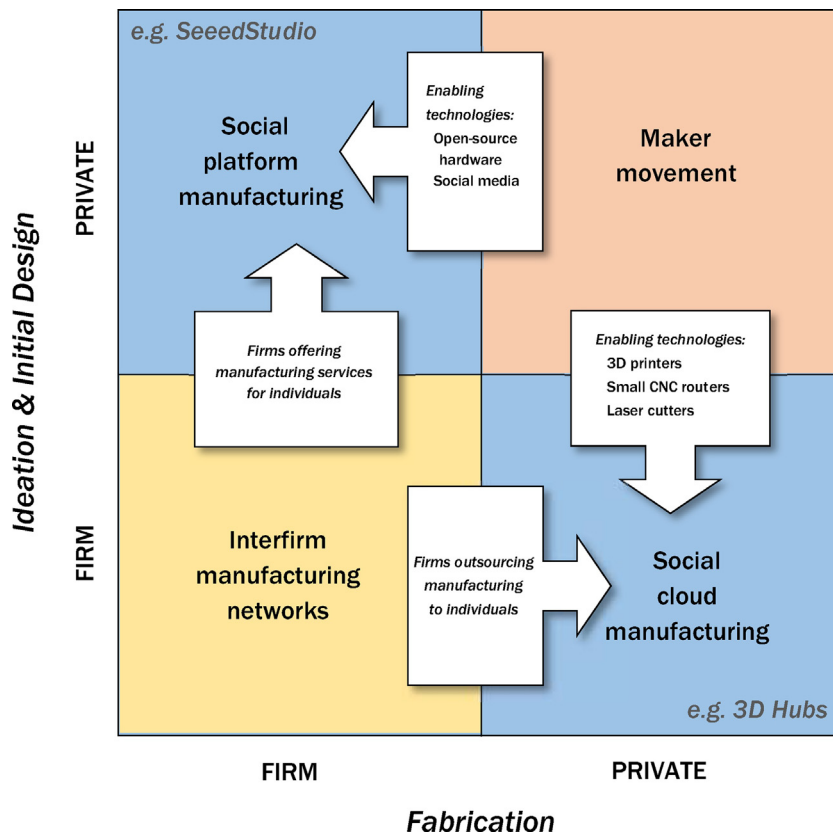 e.g. SeeedStudio
Social
platform
manufacturing
Enabling
technologies:
Open-source
hardware
Social media
Maker
movement
PRIVATE
Ideation & Initial Design
Firms offering
manufacturing services
for individuals
Enabling technologies:
3D printers
Small CNC routers
Laser cutters
FIRM
Interfirm
manufacturing
networks
Firms outsourcing
manufacturing
to individuals
Social
cloud
manufacturing
e.g. 3D Hubs
FIRM
PRIVATE
Fabrication